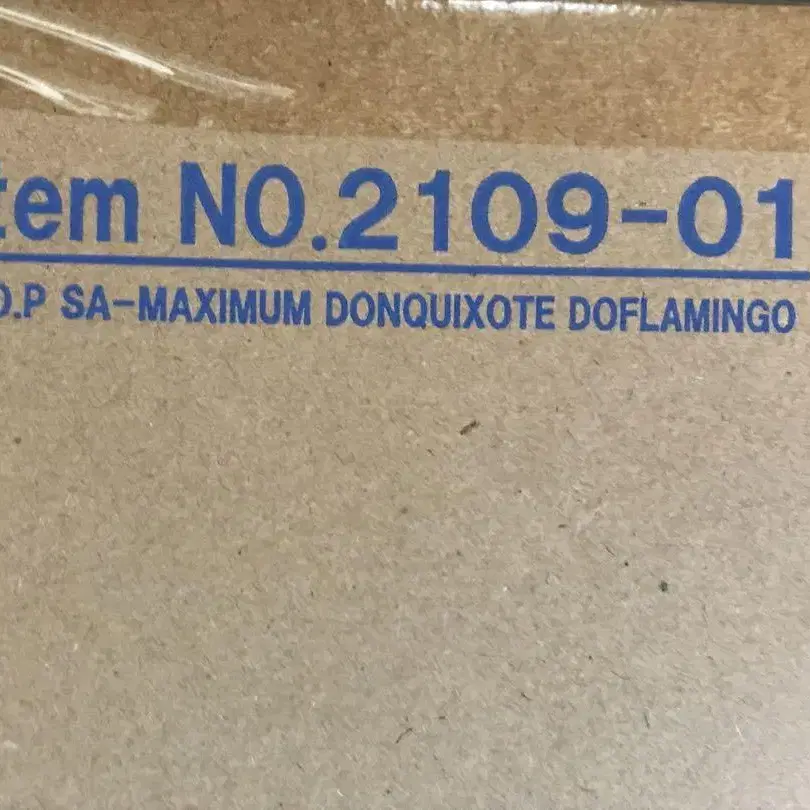 tem NO.2109-01
O.P SA-MAXIMUM DONQUIXOTE DOFLAMINGO